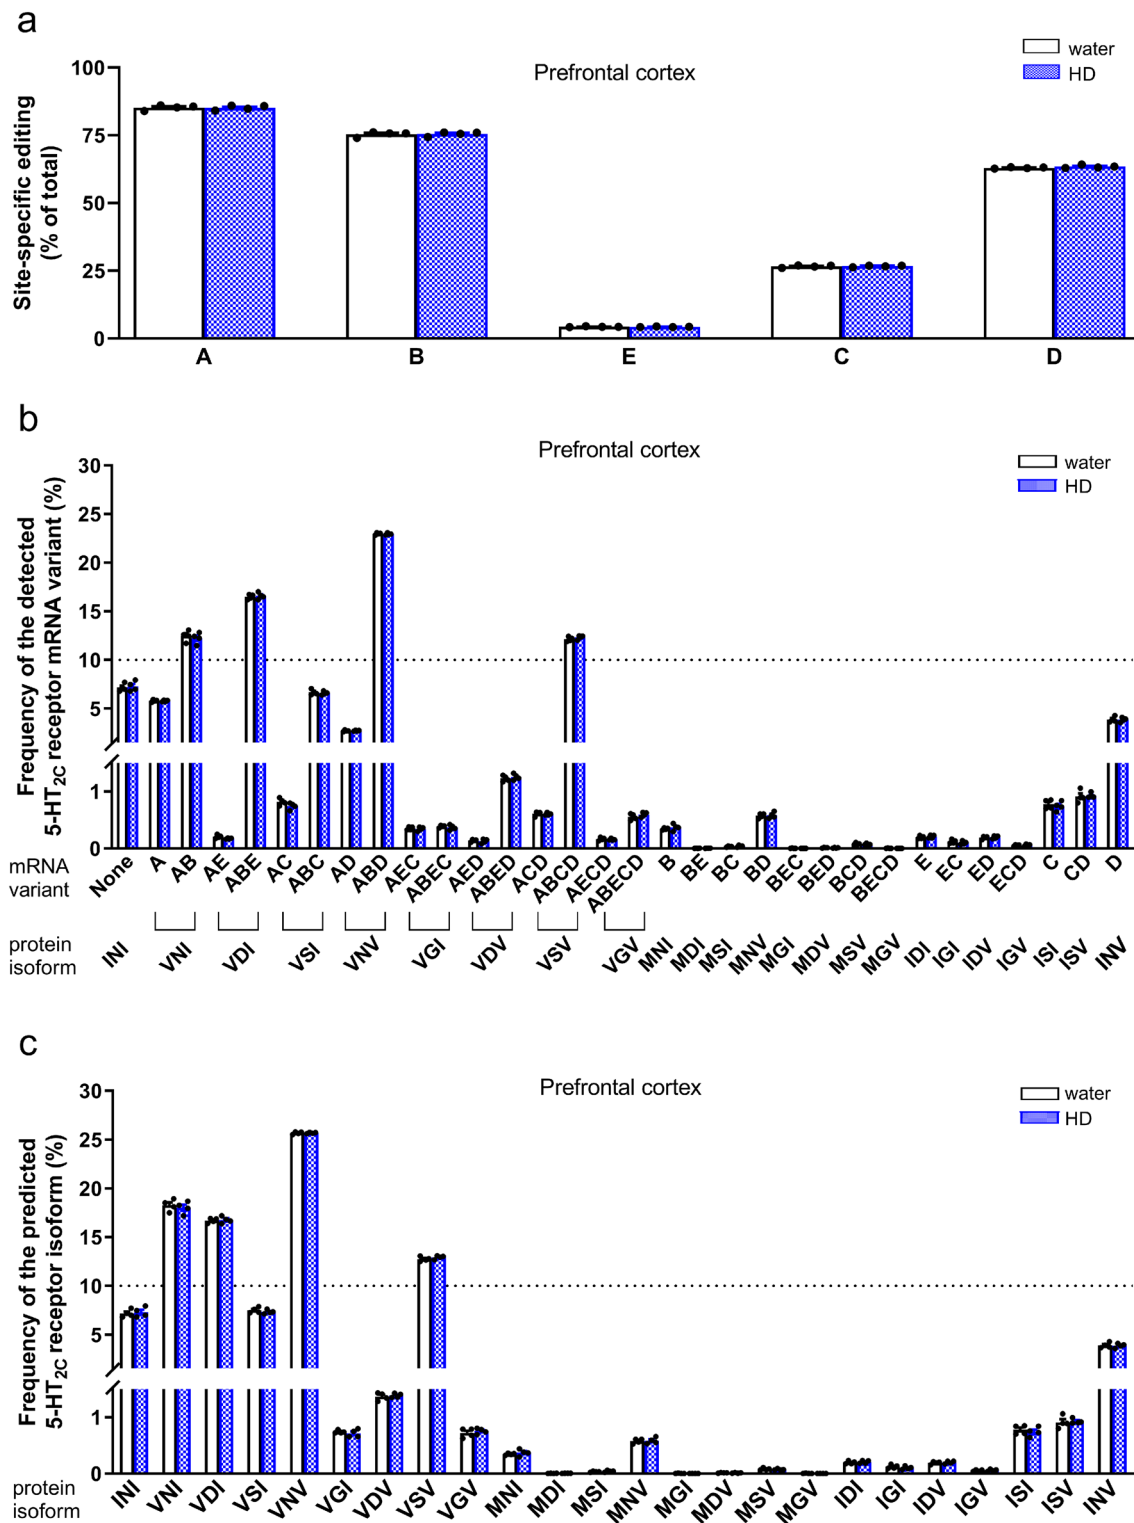 a
Prefrontal cortex
water
HD
Site-specific editing
(% of total)
100
75
50
25
0
A B E C D
b
Prefrontal cortex
water
HD
Frequency of the detected
5-HT2C receptor mRNA variant (%)
30
25
20
15
10
5
1
0
mRNA
variant
None A AB AE ABE AC ABC AD ABD AEC ABEC AED ABED ACD ABCD AECD ABECD B BE BC BD BEC BED BCD BECD E EC ED ECD C CD D
protein
isoform
INI VNI VDI VSI VNV VGI VDV VSV VGV MNI MDI MSI MNV MGI MDV MSV MGV IDI IGI IDV IGV ISI ISV INV
c
Prefrontal cortex
water
HD
Frequency of the predicted
5-HT2C receptor isoform (%)
30
25
20
15
10
5
1
0
protein
isoform
INI VNI VDI VSI VNV VGI VDV VSV VGV MNI MDI MSI MNV MGI MDV MSV MGV IDI IGI IDV IGV ISI ISV INV